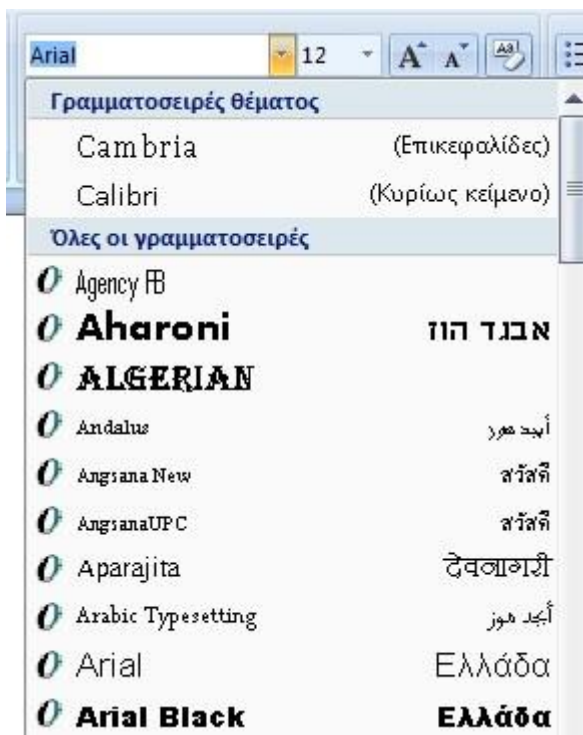 Arial 12 A A Aa
Γραμματοσειρές θέματος
Cambria (Επικεφαλίδες)
Calibri (Κυρίως κείμενο)
Όλες οι γραμματοσειρές
O Agency FB
O Aharoni אבגד הוז
O ALGERIAN
O Andalus أبجد هوز
O Angsana New สวัสดี
O AngsanaUPC สวัสดี
O Aparajita देवनागरी
O Arabic Typesetting أبجد هوز
O Arial Ελλάδα
O Arial Black Ελλάδα